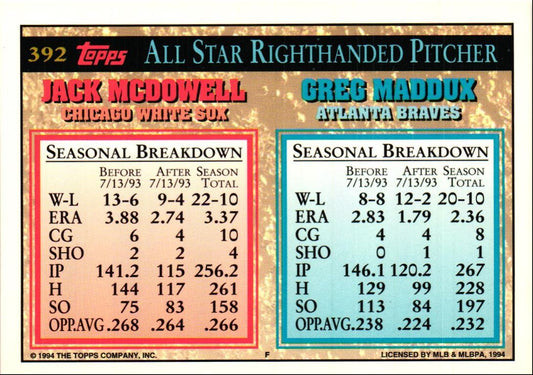 392 Topps ALL STAR RIGHTHANDED PITCHER
JACK MCDOWELL
CHICAGO WHITE SOX
SEASONAL BREAKDOWN
BEFORE 7/13/93 AFTER 7/13/93 SEASON TOTAL
W-L 13-6 9-4 22-10
ERA 3.88 2.74 3.37
CG 6 4 10
SHO 2 2 4
IP 141.2 115 256.2
H 144 117 261
SO 75 83 158
OPP.AVG .268 .264 .266
GREG MADDUX
ATLANTA BRAVES
SEASONAL BREAKDOWN
BEFORE 7/13/93 AFTER 7/13/93 SEASON TOTAL
W-L 8-8 12-2 20-10
ERA 2.83 1.79 2.36
CG 4 4 8
SHO 0 1 1
IP 146.1 120.2 267
H 129 99 228
SO 113 84 197
OPP.AVG .238 .224 .232
© 1994 THE TOPPS COMPANY, INC. F LICENSED BY MLB & MLBPA, 1994